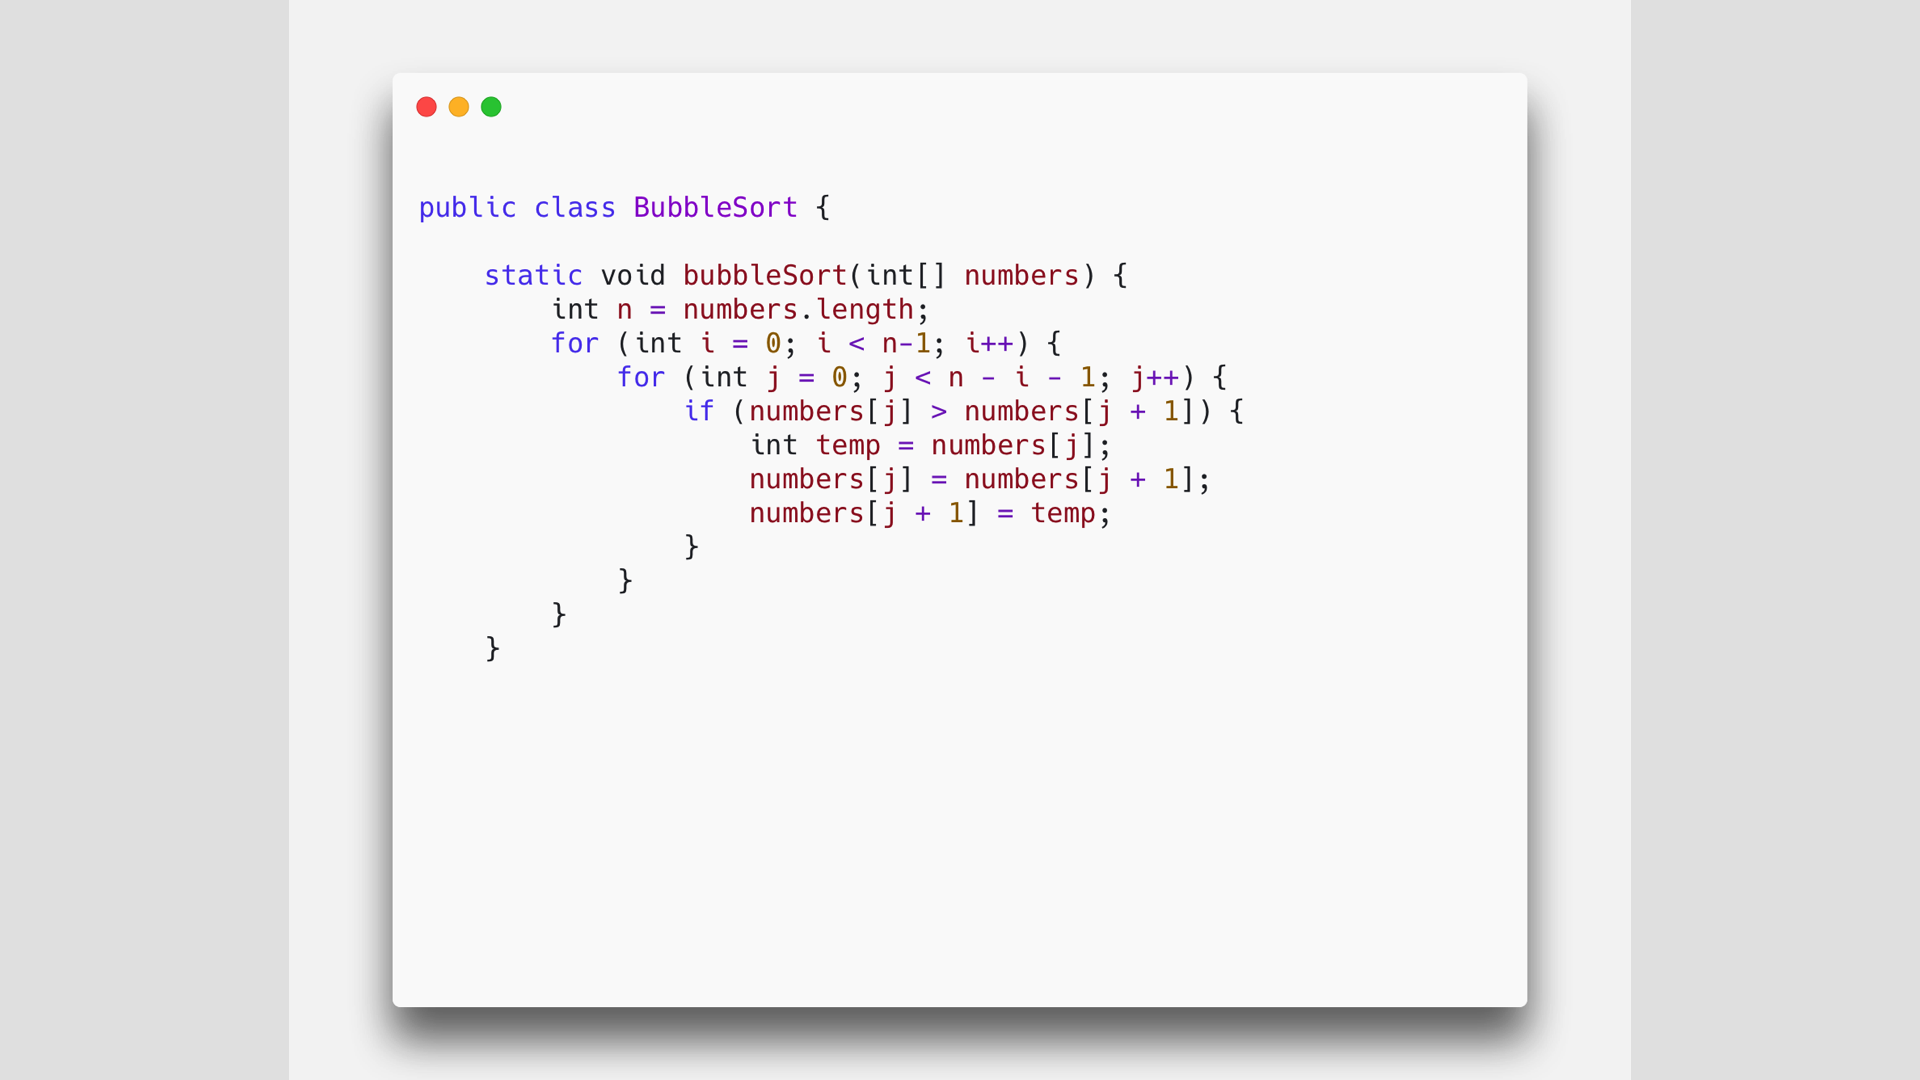 public class BubbleSort {
static void bubbleSort(int[] numbers) {
int n = numbers.length;
for (int i = 0; i < n-1; i++) {
for (int j = 0; j < n - i - 1; j++) {
if (numbers[j] > numbers[j + 1]) {
int temp = numbers[j];
numbers[j] = numbers[j + 1];
numbers[j + 1] = temp;
}
}
}
}